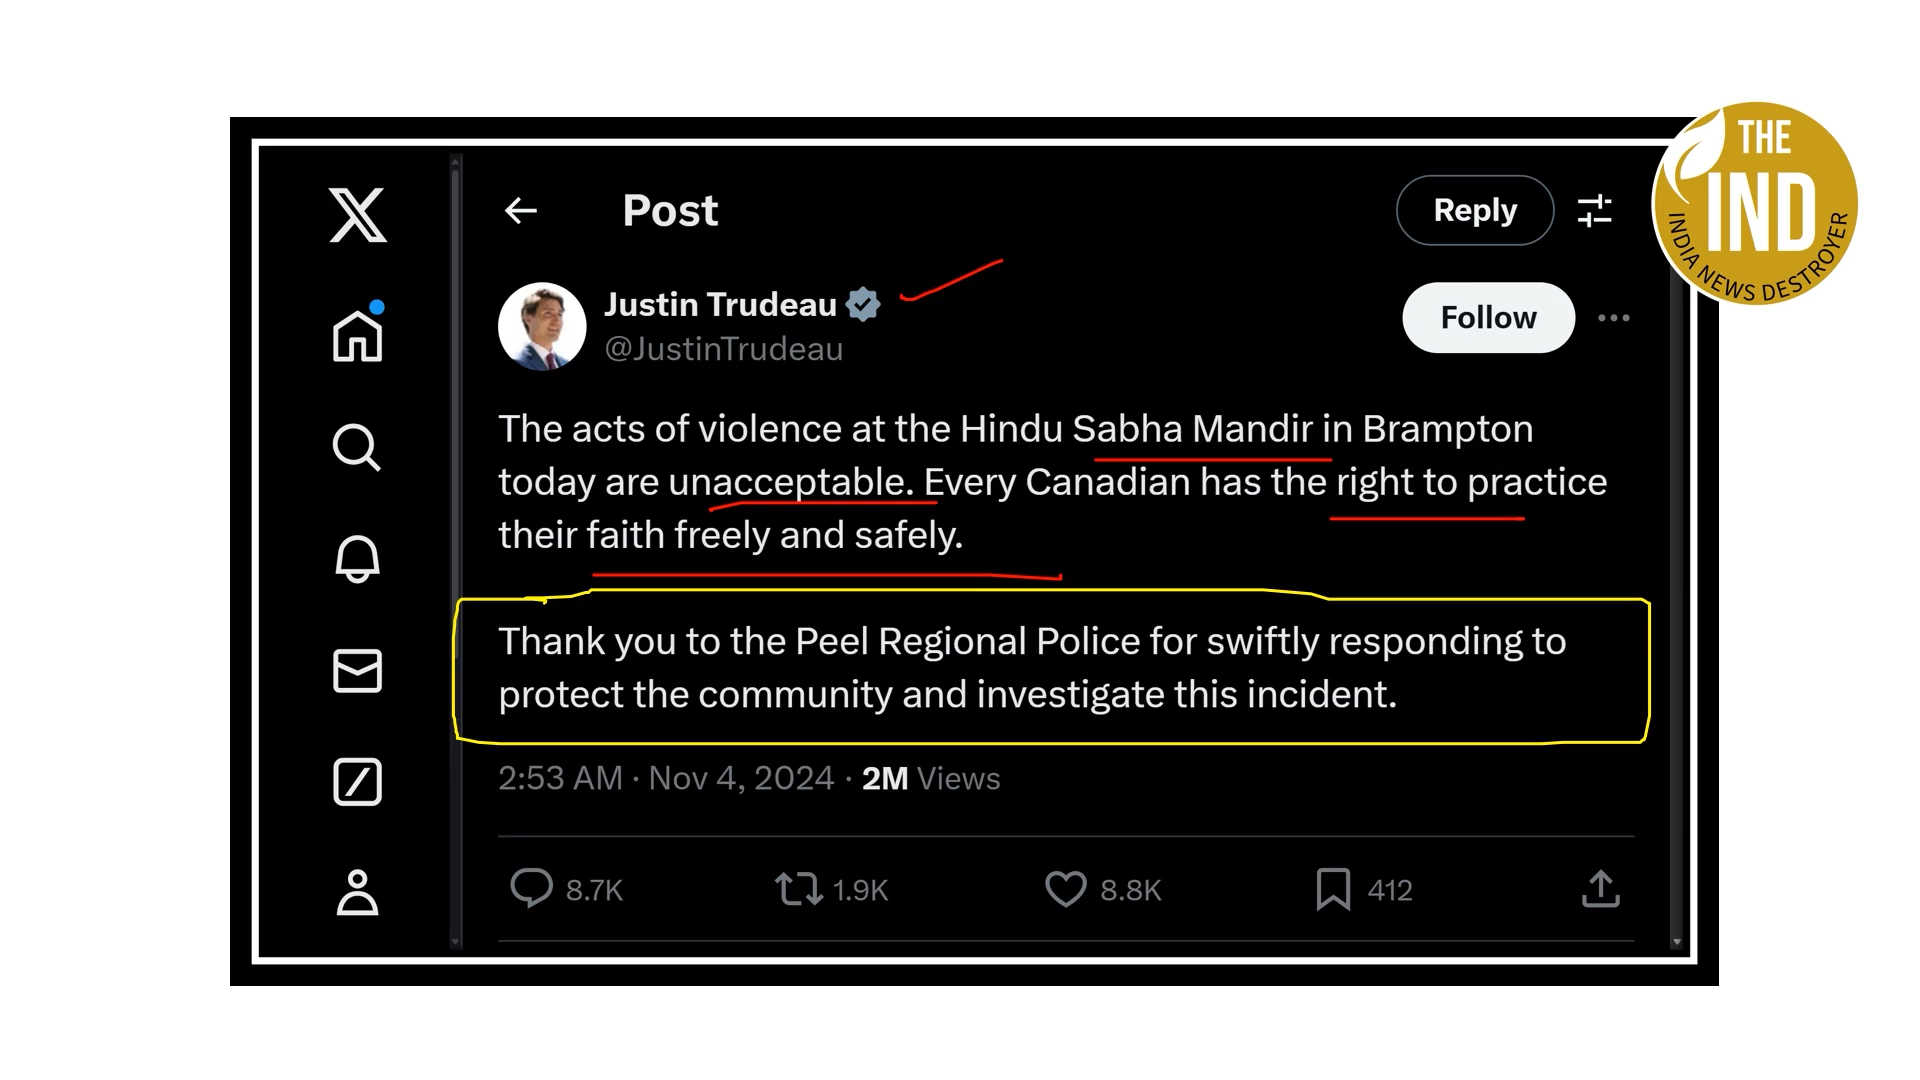 THE
IND
INDIA NEWS DESTROYER
Post
Reply
Justin Trudeau
@JustinTrudeau
Follow
The acts of violence at the Hindu Sabha Mandir in Brampton
today are unacceptable. Every Canadian has the right to practice
their faith freely and safely.
Thank you to the Peel Regional Police for swiftly responding to
protect the community and investigate this incident.
2:53 AM · Nov 4, 2024 · 2M Views
8.7K 1.9K 8.8K 412